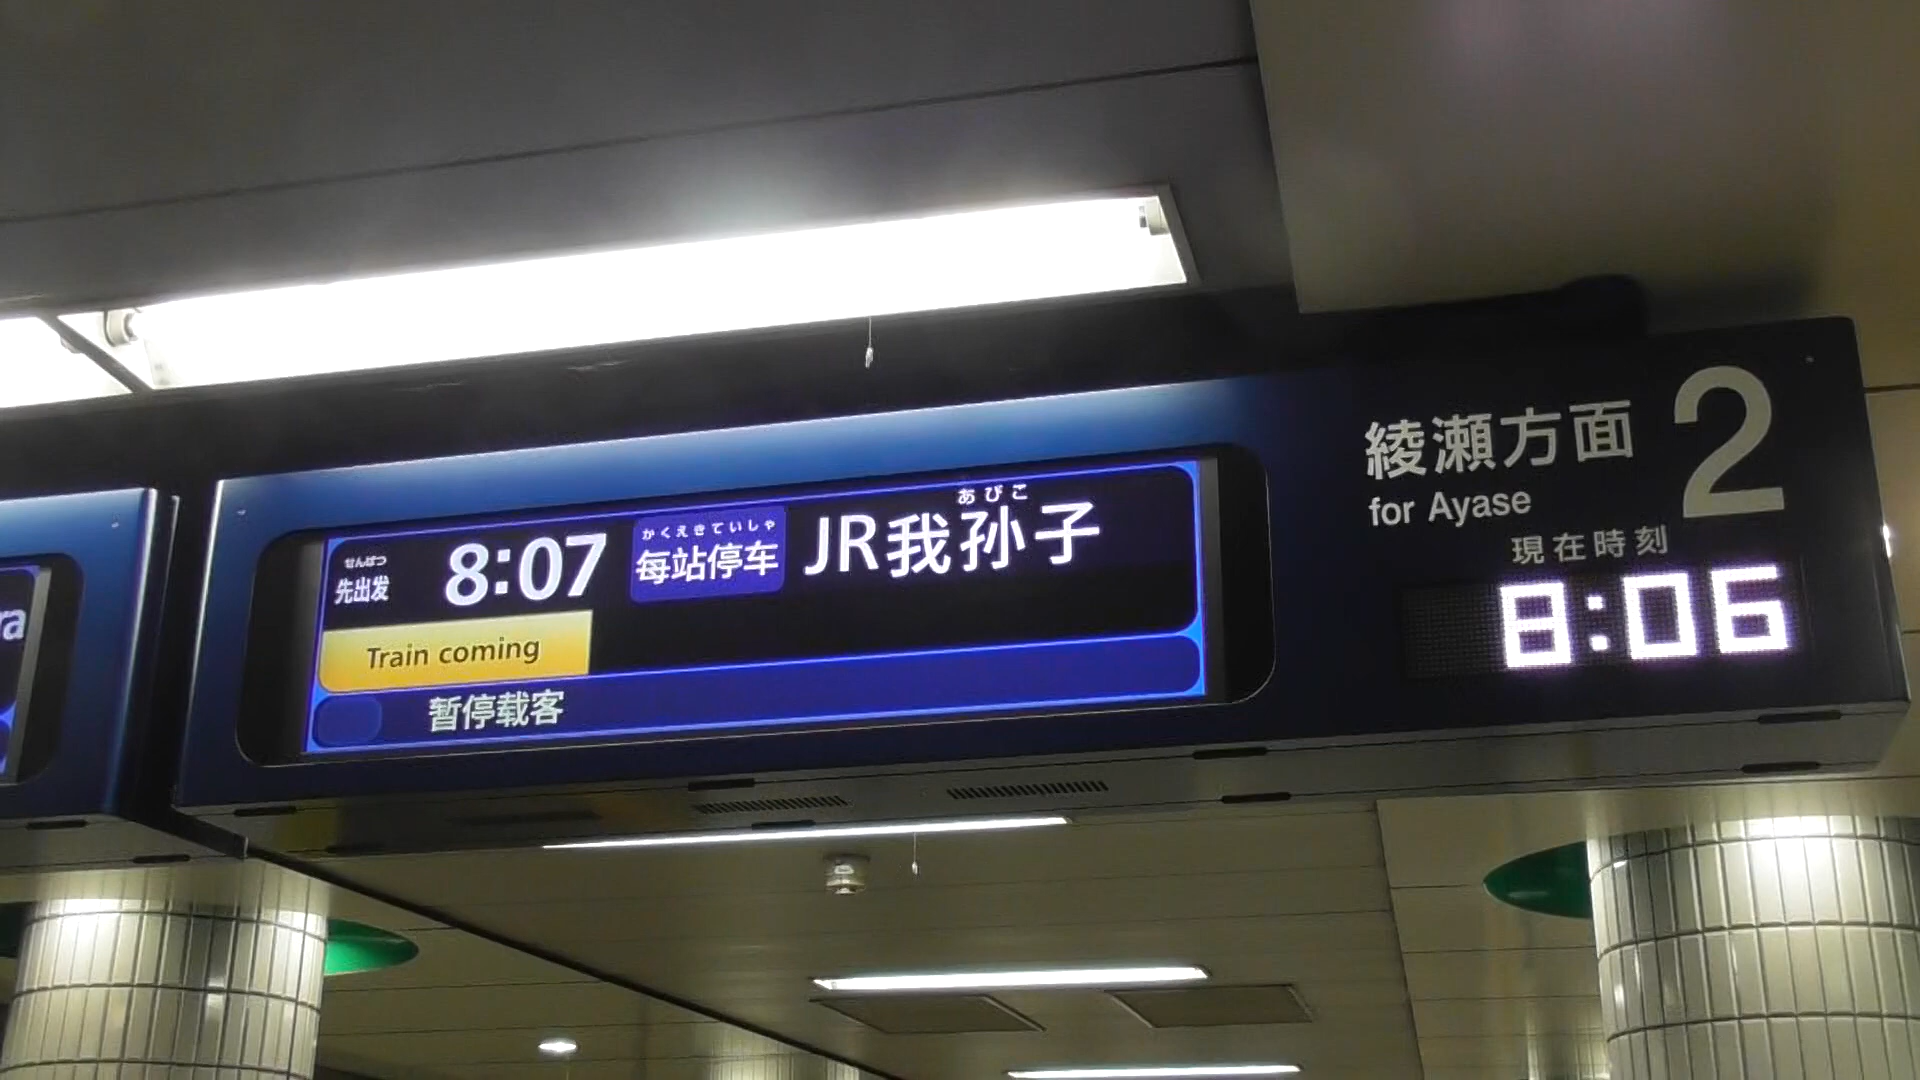 ra
せんぱつ
先出发
8:07
かくえきていしゃ
每站停车
あびこ
JR我孙子
Train coming
暂停载客
綾瀬方面
for Ayase
2
現在時刻
8:06